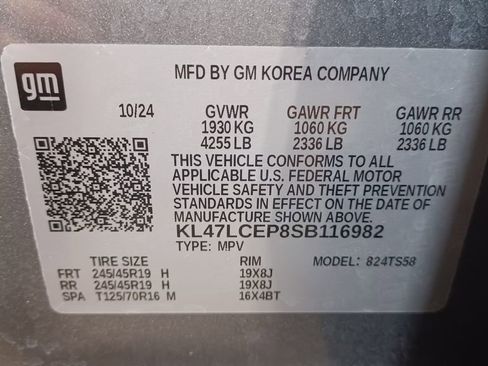 gm
MFD BY GM KOREA COMPANY
10/24 GVWR GAWR FRT GAWR RR
1930 KG 1060 KG 1060 KG
4255 LB 2336 LB 2336 LB
THIS VEHICLE CONFORMS TO ALL
APPLICABLE U.S. FEDERAL MOTOR
VEHICLE SAFETY AND THEFT PREVENTION
STANDARDS IN EFFECT ON THE DATE OF
MANUFACTURE SHOWN ABOVE.
KL47LCEP8SB116982
TYPE: MPV
TIRE SIZE RIM MODEL: 824TS58
FRT 245/45R19 H 19X8J
RR 245/45R19 H 19X8J
SPA T125/70R16 M 16X4BT